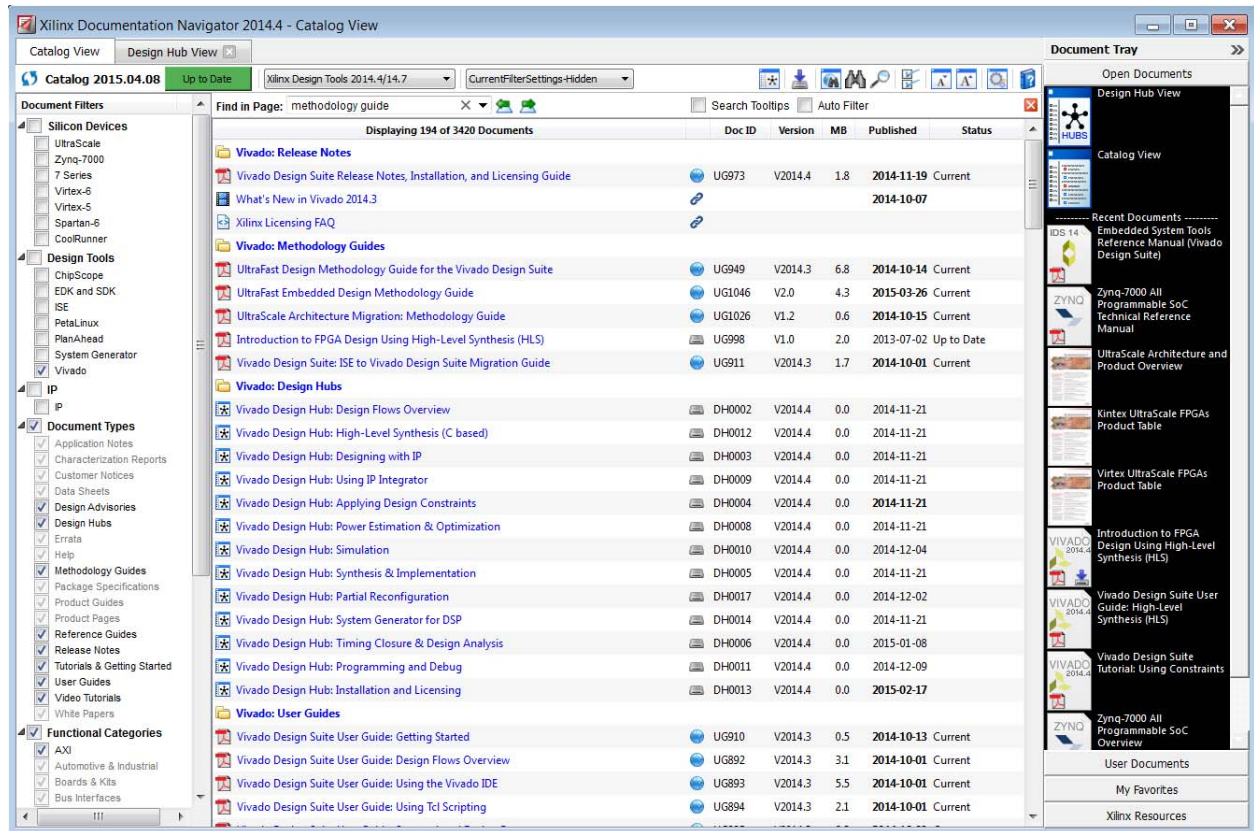 Xilinx Documentation Navigator 2014.4 - Catalog View
Catalog View
Design Hub View
Catalog 2015.04.08
Up to Date
Xilinx Design Tools 2014.4/14.7
CurrentFilterSettings-Hidden
Document Filters
Silicon Devices
UltraScale
Zynq-7000
7 Series
Virtex-6
Virtex-5
Spartan-6
CoolRunner
Design Tools
ChipScope
EDK and SDK
ISE
PetaLinux
PlanAhead
System Generator
Vivado
IP
IP
Document Types
Application Notes
Characterization Reports
Customer Notices
Data Sheets
Design Advisories
Design Hubs
Errata
Help
Methodology Guides
Package Specifications
Product Guides
Product Pages
Reference Guides
Release Notes
Tutorials & Getting Started
User Guides
Video Tutorials
White Papers
Functional Categories
AXI
Automotive & Industrial
Boards & Kits
Bus Interfaces
Find in Page: methodology guide
Search Tooltips
Auto Filter
Displaying 194 of 3420 Documents Doc ID Version MB Published Status
Vivado: Release Notes
Vivado Design Suite Release Notes, Installation, and Licensing Guide UG973 V2014.4 1.8 2014-11-19 Current
What's New in Vivado 2014.3 2014-10-07
Xilinx Licensing FAQ
Vivado: Methodology Guides
UltraFast Design Methodology Guide for the Vivado Design Suite UG949 V2014.3 6.8 2014-10-14 Current
UltraFast Embedded Design Methodology Guide UG1046 V2.0 4.3 2015-03-26 Current
UltraScale Architecture Migration: Methodology Guide UG1026 V1.2 0.6 2014-10-15 Current
Introduction to FPGA Design Using High-Level Synthesis (HLS) UG998 V1.0 2.0 2013-07-02 Up to Date
Vivado Design Suite: ISE to Vivado Design Suite Migration Guide UG911 V2014.3 1.7 2014-10-01 Current
Vivado: Design Hubs
Vivado Design Hub: Design Flows Overview DH0002 V2014.4 0.0 2014-11-21
Vivado Design Hub: High-Level Synthesis (C based) DH0012 V2014.4 0.0 2014-11-21
Vivado Design Hub: Designing with IP DH0003 V2014.4 0.0 2014-11-21
Vivado Design Hub: Using IP Integrator DH0009 V2014.4 0.0 2014-11-21
Vivado Design Hub: Applying Design Constraints DH0004 V2014.4 0.0 2014-11-21
Vivado Design Hub: Power Estimation & Optimization DH0008 V2014.4 0.0 2014-11-21
Vivado Design Hub: Simulation DH0010 V2014.4 0.0 2014-12-04
Vivado Design Hub: Synthesis & Implementation DH0005 V2014.4 0.0 2014-11-21
Vivado Design Hub: Partial Reconfiguration DH0017 V2014.4 0.0 2014-12-02
Vivado Design Hub: System Generator for DSP DH0014 V2014.4 0.0 2014-11-21
Vivado Design Hub: Timing Closure & Design Analysis DH0006 V2014.4 0.0 2015-01-08
Vivado Design Hub: Programming and Debug DH0011 V2014.4 0.0 2014-12-09
Vivado Design Hub: Installation and Licensing DH0013 V2014.4 0.0 2015-02-17
Vivado: User Guides
Vivado Design Suite User Guide: Getting Started UG910 V2014.3 0.5 2014-10-13 Current
Vivado Design Suite User Guide: Design Flows Overview UG892 V2014.3 3.1 2014-10-01 Current
Vivado Design Suite User Guide: Using the Vivado IDE UG893 V2014.3 5.5 2014-10-01 Current
Vivado Design Suite User Guide: Using Tcl Scripting UG894 V2014.3 2.1 2014-10-01 Current
Document Tray
Open Documents
HUBS
Design Hub View
Catalog View
--------- Recent Documents ---------
IDS 14
Embedded System Tools
Reference Manual (Vivado
Design Suite)
ZYNQ
Zynq-7000 All
Programmable SoC
Technical Reference
Manual
UltraScale Architecture and
Product Overview
Kintex UltraScale FPGAs
Product Table
Virtex UltraScale FPGAs
Product Table
VIVADO
2014.4
Introduction to FPGA
Design Using High-Level
Synthesis (HLS)
VIVADO
2014.4
Vivado Design Suite User
Guide: High-Level
Synthesis (HLS)
VIVADO
2014.4
Vivado Design Suite
Tutorial: Using Constraints
ZYNQ
Zynq-7000 All
Programmable SoC
Overview
User Documents
My Favorites
Xilinx Resources